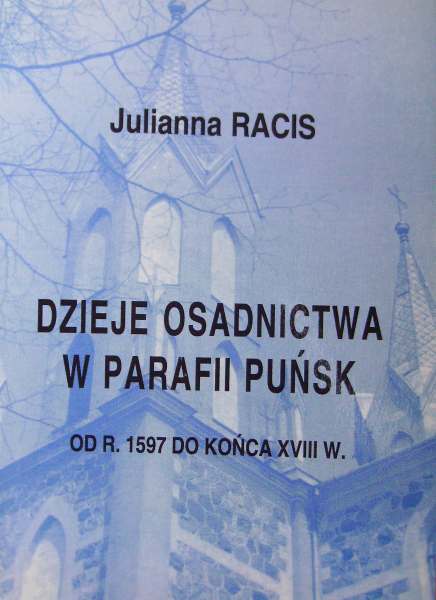 Julianna RACIS
DZIEJE OSADNICTWA
W PARAFII PUŃSK
OD R. 1597 DO KOŃCA XVIII W.